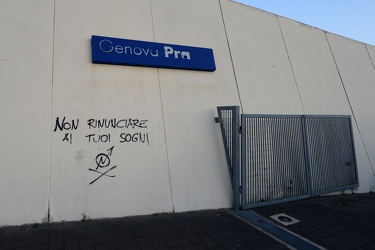 Genova Pra
NON RINUNCIARE
AI TUOI SOGNI